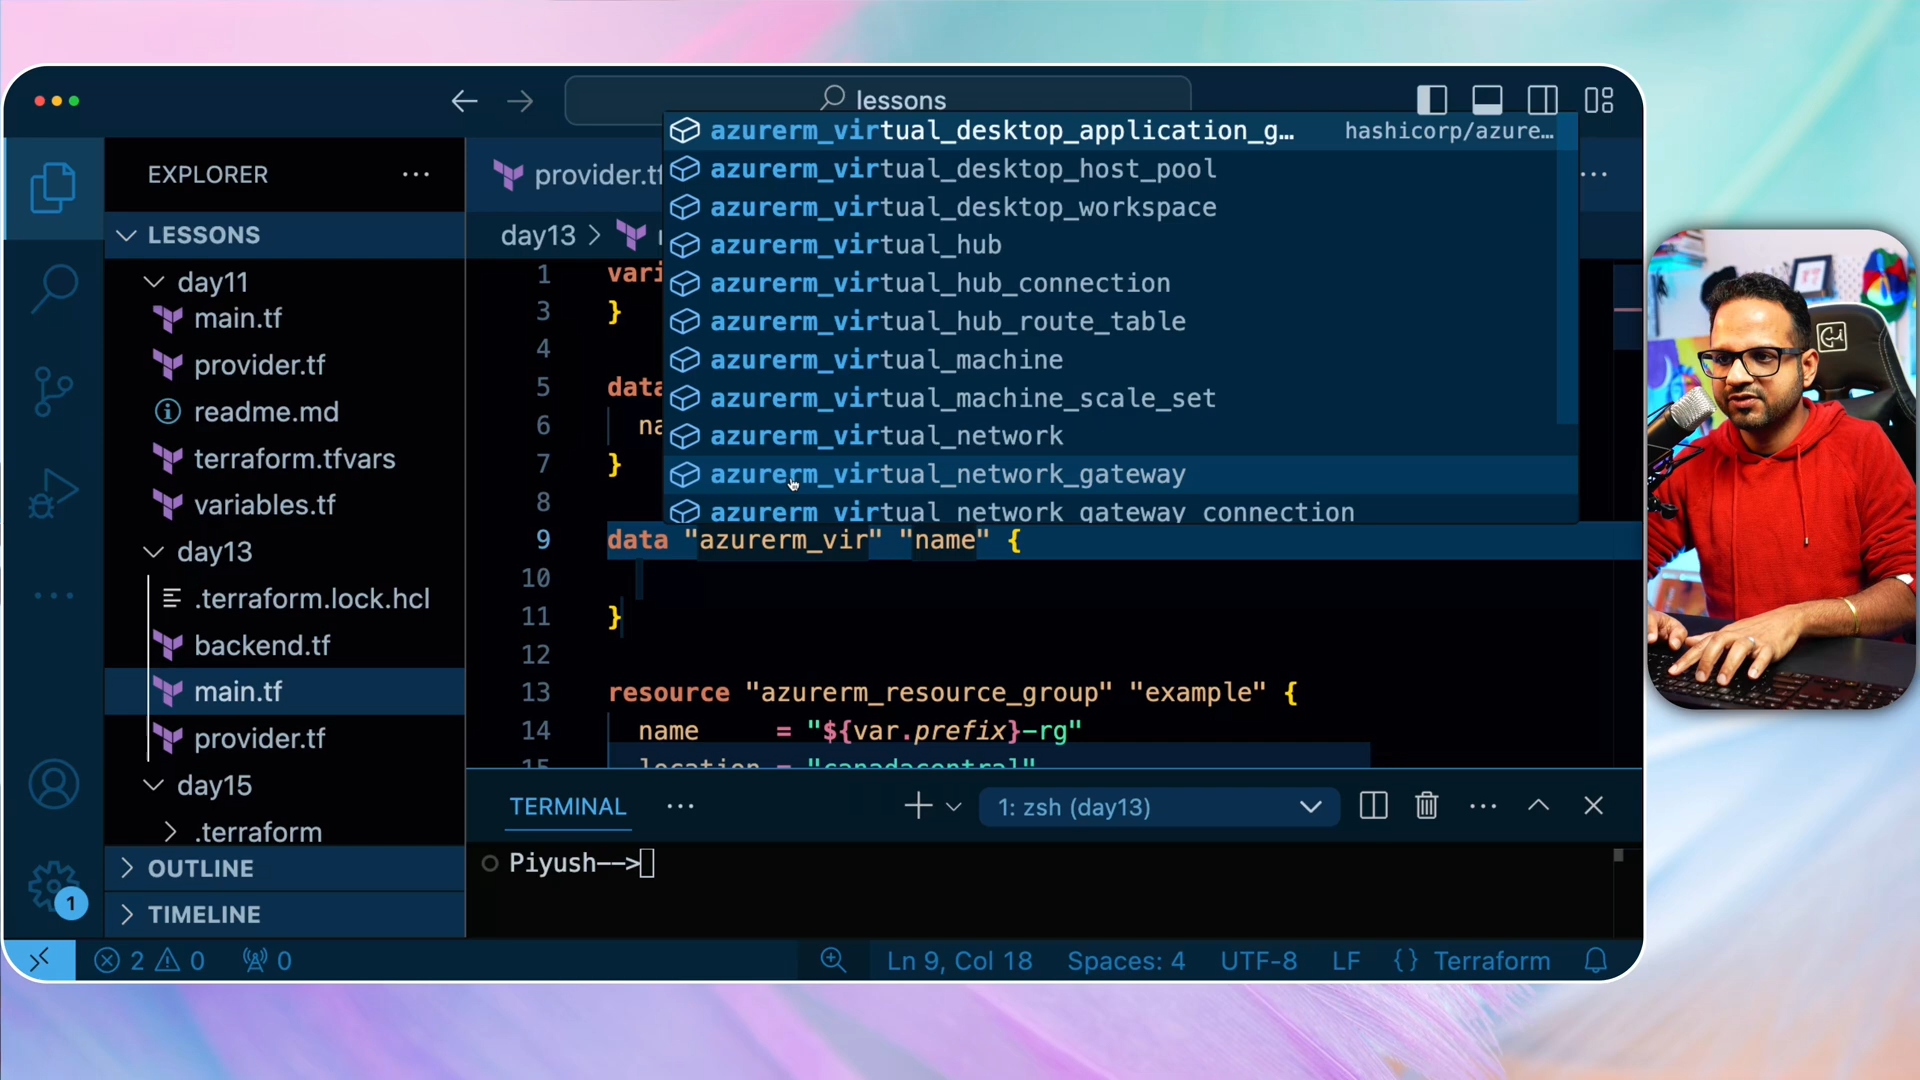 lessons
EXPLORER ...
LESSONS
day11
main.tf
provider.tf
readme.md
terraform.tfvars
variables.tf
day13
.terraform.lock.hcl
backend.tf
main.tf
provider.tf
day15
.terraform
OUTLINE
TIMELINE
1
provider.tf
day13 >
azurerm_virtual_desktop_application_g... hashicorp/azure...
azurerm_virtual_desktop_host_pool
azurerm_virtual_desktop_workspace
azurerm_virtual_hub
azurerm_virtual_hub_connection
azurerm_virtual_hub_route_table
azurerm_virtual_machine
azurerm_virtual_machine_scale_set
azurerm_virtual_network
azurerm_virtual_network_gateway
azurerm_virtual_network_gateway_connection
1 vari
3 }
4
5 data
6 na
7 }
8
9 data "azurerm_vir" "name" {
10
11 }
12
13 resource "azurerm_resource_group" "example" {
14 name = "${var.prefix}-rg"
15 location = "canadacentral"
TERMINAL ...
1: zsh (day13)
Piyush-->
2 0 0
Ln 9, Col 18 Spaces: 4 UTF-8 LF {} Terraform